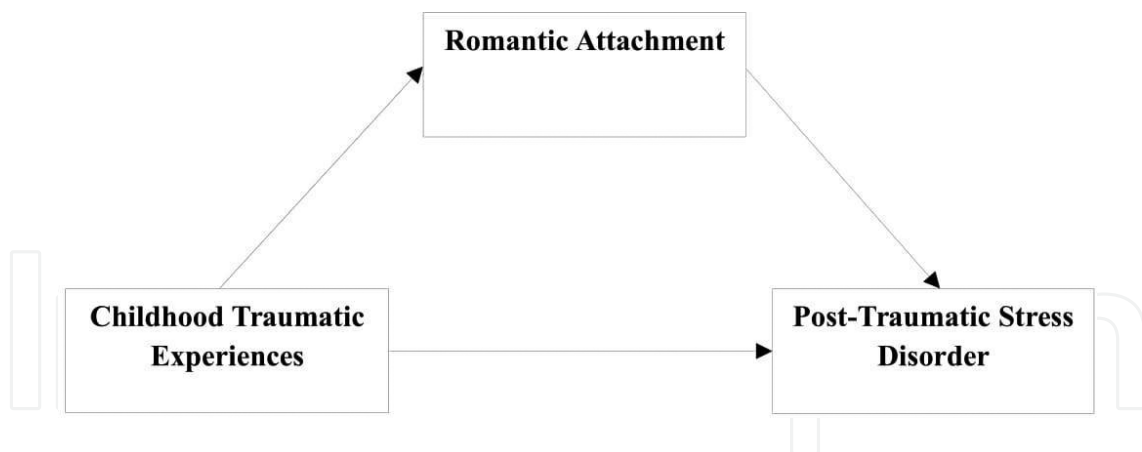 Romantic Attachment
Childhood Traumatic
Experiences
Post-Traumatic Stress
Disorder